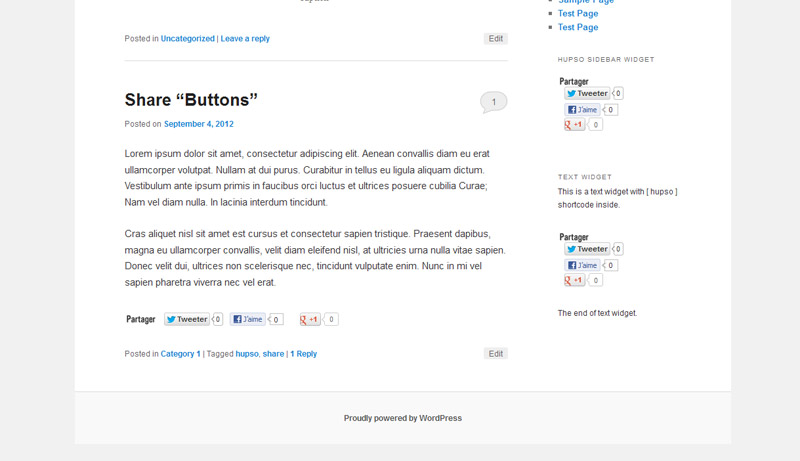 Posted in Uncategorized | Leave a reply
Edit
Share “Buttons”
1
Posted on September 4, 2012
Lorem ipsum dolor sit amet, consectetur adipiscing elit. Aenean convallis diam eu erat
ullamcorper volutpat. Nullam at dui purus. Curabitur in tellus eu ligula aliquam dictum.
Vestibulum ante ipsum primis in faucibus orci luctus et ultrices posuere cubilia Curae;
Nam vel diam nulla. In lacinia interdum tincidunt.
Cras aliquet nisl sit amet est cursus et consectetur sapien tristique. Praesent dapibus,
magna eu ullamcorper convallis, velit diam eleifend nisl, at ultricies urna nulla vitae sapien.
Donec velit dui, ultrices non scelerisque nec, tincidunt vulputate enim. Nunc in mi vel
sapien pharetra viverra nec vel erat.
Partager Tweeter 0 J'aime 0 +1 0
Posted in Category 1 | Tagged hupso, share | 1 Reply
Edit
Sample Page
Test Page
Test Page
HUPSO SIDEBAR WIDGET
Partager
Tweeter 0
J'aime 0
+1 0
TEXT WIDGET
This is a text widget with [ hupso ]
shortcode inside.
Partager
Tweeter 0
J'aime 0
+1 0
The end of text widget.
Proudly powered by WordPress